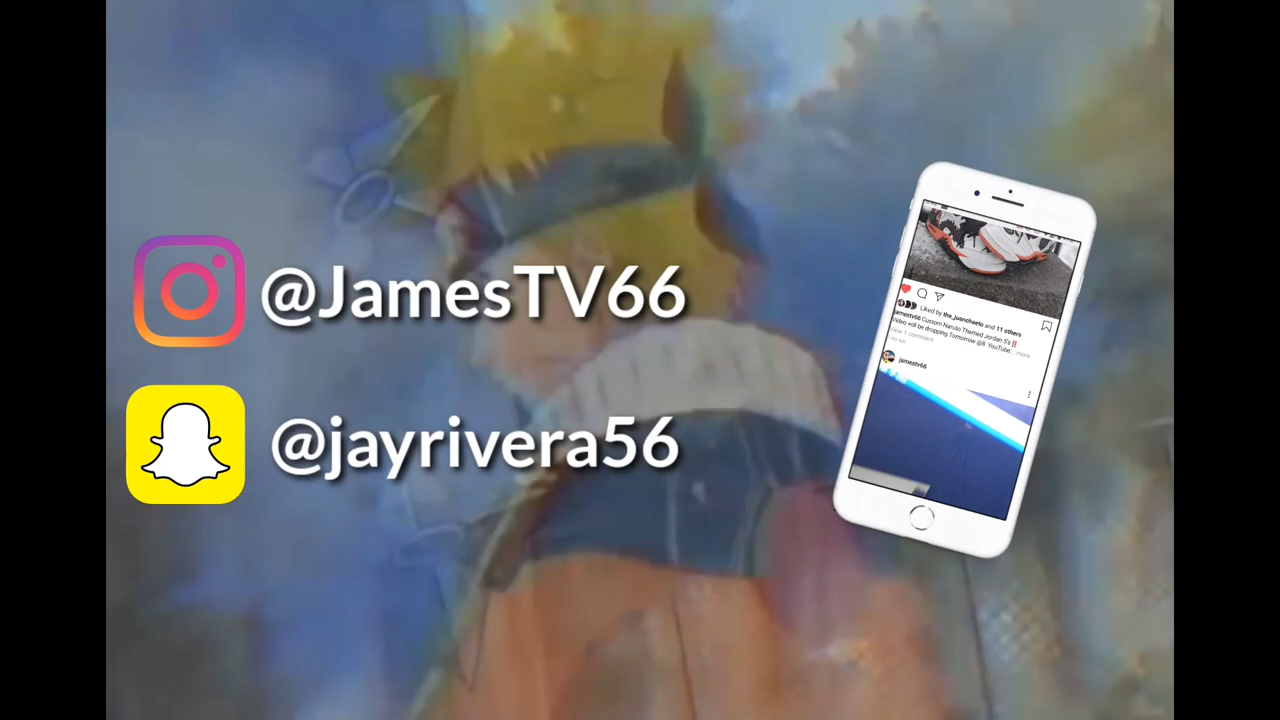 @JamesTV66
@jayrivera56
Liked by the_juancheeto and 11 others
jamestv66 Custom Naruto Themed Jordan 5's‼️
Video will be dropping Tomorrow @8 YouTube... more
View 1 comment
jamestv66